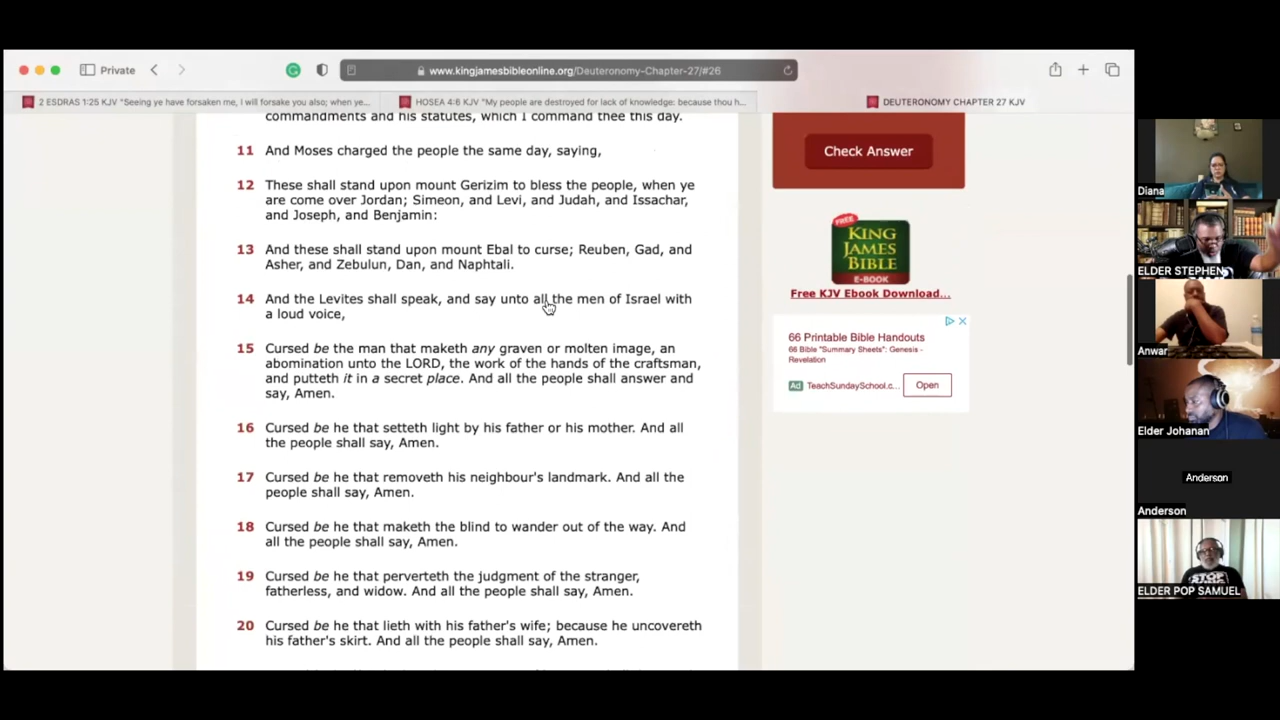 Private
www.kingjamesbibleonline.org/Deuteronomy-Chapter-27/#26
2 ESDRAS 1:25 KJV "Seeing ye have forsaken me, I will forsake you also; when ye...
HOSEA 4:6 KJV "My people are destroyed for lack of knowledge: because thou h...
DEUTERONOMY CHAPTER 27 KJV
commandments and his statutes, which I command thee this day.
11 And Moses charged the people the same day, saying,
12 These shall stand upon mount Gerizim to bless the people, when ye
are come over Jordan; Simeon, and Levi, and Judah, and Issachar,
and Joseph, and Benjamin:
13 And these shall stand upon mount Ebal to curse; Reuben, Gad, and
Asher, and Zebulun, Dan, and Naphtali.
14 And the Levites shall speak, and say unto all the men of Israel with
a loud voice,
15 Cursed be the man that maketh any graven or molten image, an
abomination unto the LORD, the work of the hands of the craftsman,
and putteth it in a secret place. And all the people shall answer and
say, Amen.
16 Cursed be he that setteth light by his father or his mother. And all
the people shall say, Amen.
17 Cursed be he that removeth his neighbour's landmark. And all the
people shall say, Amen.
18 Cursed be he that maketh the blind to wander out of the way. And
all the people shall say, Amen.
19 Cursed be he that perverteth the judgment of the stranger,
fatherless, and widow. And all the people shall say, Amen.
20 Cursed be he that lieth with his father's wife; because he uncovereth
his father's skirt. And all the people shall say, Amen.
Check Answer
FREE
KING
JAMES
BIBLE
E-BOOK
Free KJV Ebook Download...
66 Printable Bible Handouts
66 Bible "Summary Sheets": Genesis -
Revelation
Ad TeachSundaySchool.c...
Open
Diana
ELDER STEPHEN
Anwar
Elder Johanan
Anderson
Anderson
ELDER POP SAMUEL